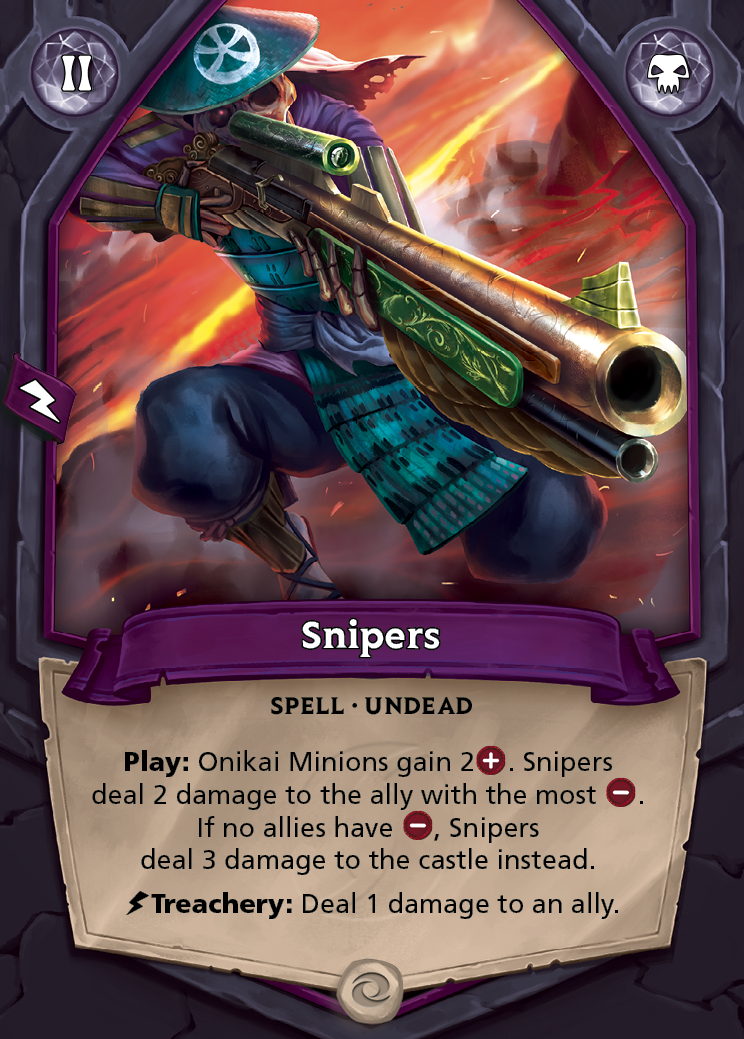 II
Snipers
SPELL · UNDEAD
Play: Onikai Minions gain 2+. Snipers
deal 2 damage to the ally with the most −.
If no allies have −, Snipers
deal 3 damage to the castle instead.
Treachery: Deal 1 damage to an ally.